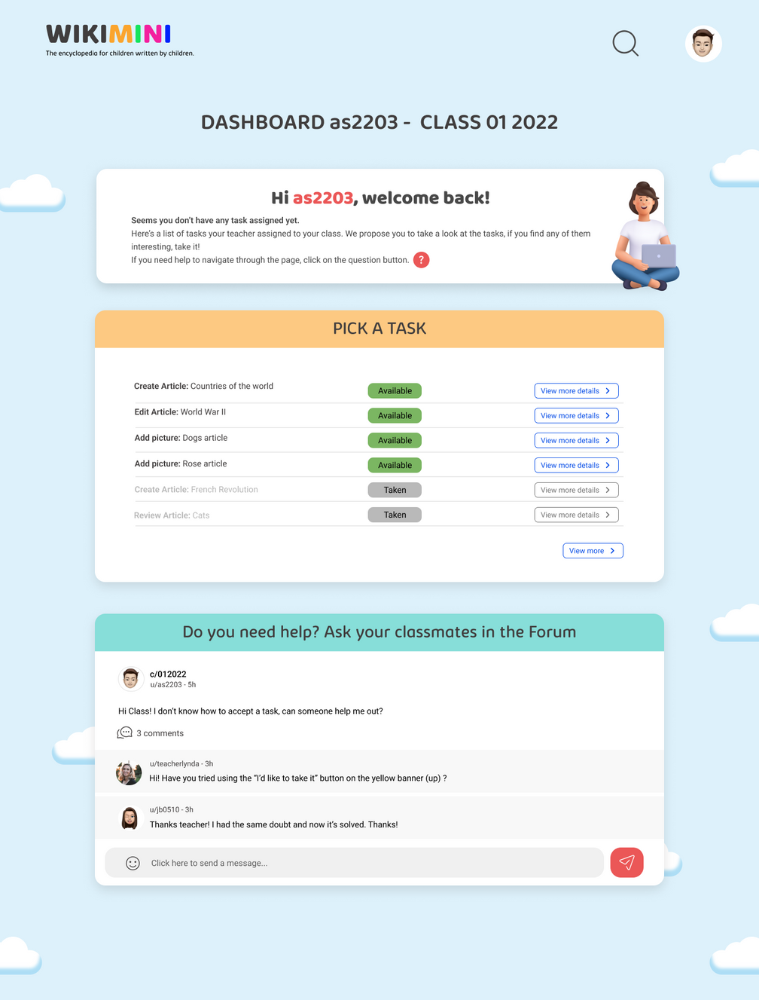 WIKIMINI
The encyclopedia for children written by children.
DASHBOARD as2203 - CLASS 01 2022
Hi as2203, welcome back!
Seems you don't have any task assigned yet.
Here's a list of tasks your teacher assigned to your class. We propose you to take a look at the tasks, if you find any of them
interesting, take it!
If you need help to navigate through the page, click on the question button. ?
PICK A TASK
Create Article: Countries of the world Available View more details
Edit Article: World War II Available View more details
Add picture: Dogs article Available View more details
Add picture: Rose article Available View more details
Create Article: French Revolution Taken View more details
Review Article: Cats Taken View more details
View more
Do you need help? Ask your classmates in the Forum
c/012022
u/as2203 - 5h
Hi Class! I don't know how to accept a task, can someone help me out?
3 comments
u/teacherlynda - 3h
Hi! Have you tried using the "I'd like to take it" button on the yellow banner (up) ?
u/jb0510 - 3h
Thanks teacher! I had the same doubt and now it's solved. Thanks!
Click here to send a message...